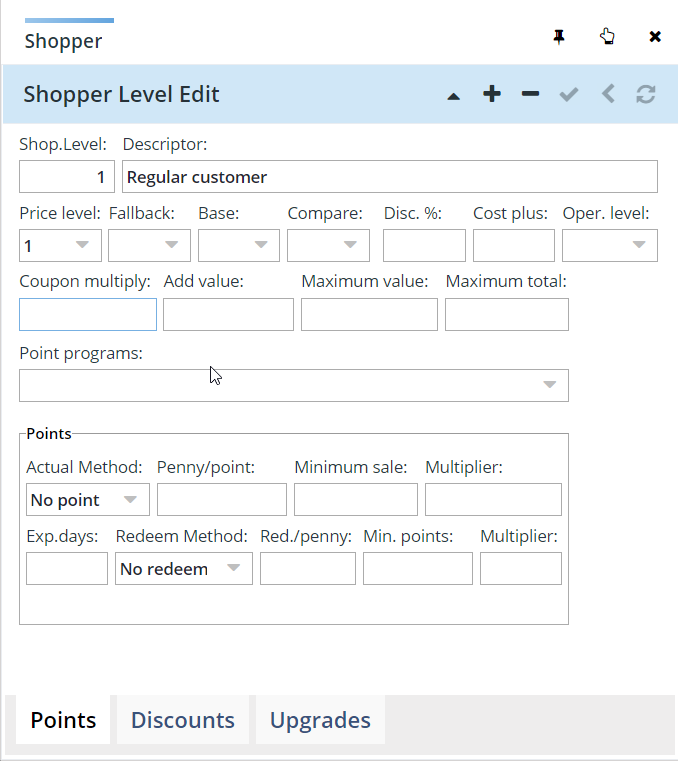 Shopper
Shopper Level Edit
Shop.Level: Descriptor:
1 Regular customer
Price level: Fallback: Base: Compare: Disc. %: Cost plus: Oper. level:
1
Coupon multiply: Add value: Maximum value: Maximum total:
Point programs:
Points
Actual Method: Penny/point: Minimum sale: Multiplier:
No point
Exp.days: Redeem Method: Red./penny: Min. points: Multiplier:
No redeem
Points Discounts Upgrades